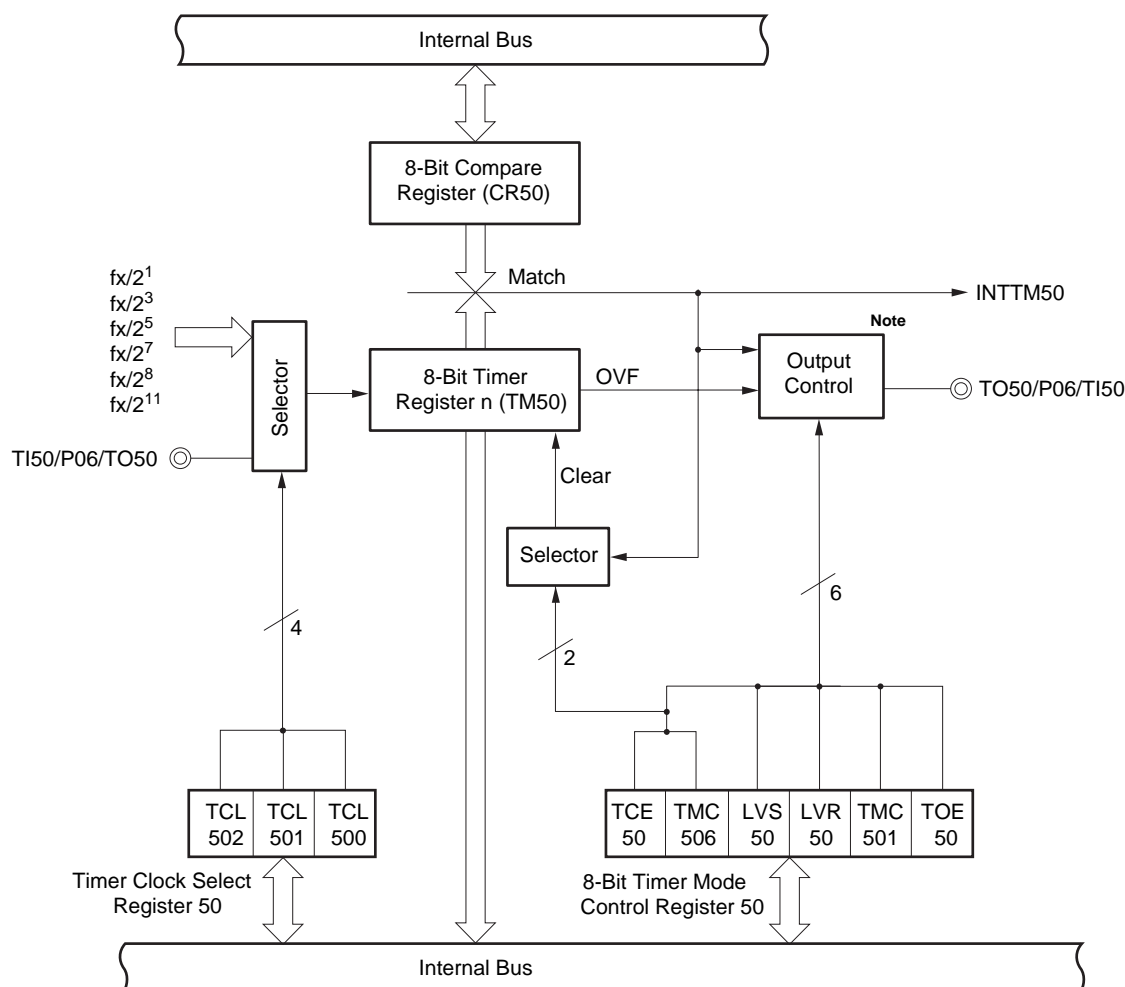 Internal Bus
8-Bit Compare
Register (CR50)
Match
INTTM50
fx/2¹
fx/2³
fx/2⁵
fx/2⁷
fx/2⁸
fx/2¹¹
Selector
TI50/P06/TO50
8-Bit Timer
Register n (TM50)
OVF
Note
Output
Control
TO50/P06/TI50
Clear
Selector
4
2
6
TCL
502
TCL
501
TCL
500
Timer Clock Select
Register 50
TCE
50
TMC
506
LVS
50
LVR
50
TMC
501
TOE
50
8-Bit Timer Mode
Control Register 50
Internal Bus